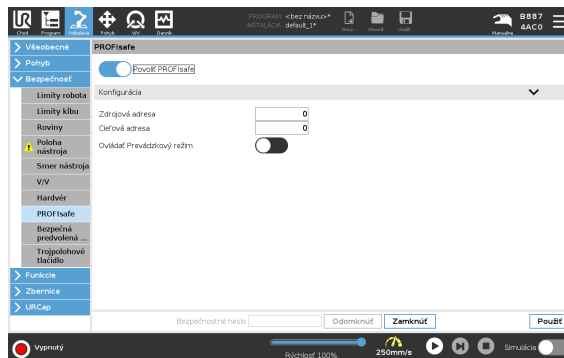 PROGRAM <bez názvu>*
INŠTALÁCIA default_1*
B887
4AC0
Chod
Program
Inštalácia
Pohyb
V/V
Denník
Nový...
Otvoriť...
Uložiť...
Manuálne
Všeobecné
Pohyb
Bezpečnosť
Limity robota
Limity kĺbu
Roviny
Poloha
nástroja
Smer nástroja
V/V
Hardvér
PROFIsafe
Bezpečná
predvolená ...
Trojpolohové
tlačidlo
Funkcie
Zbernica
URCap
PROFIsafe
Povoliť PROFIsafe
Konfigurácia
Zdrojová adresa 0
Cieľová adresa 0
Ovládať Prevádzkový režim
Bezpečnostné heslo
Odomknúť
Zamknúť
Použiť
Vypnutý
Rýchlosť 100%
250mm/s
Simulácia